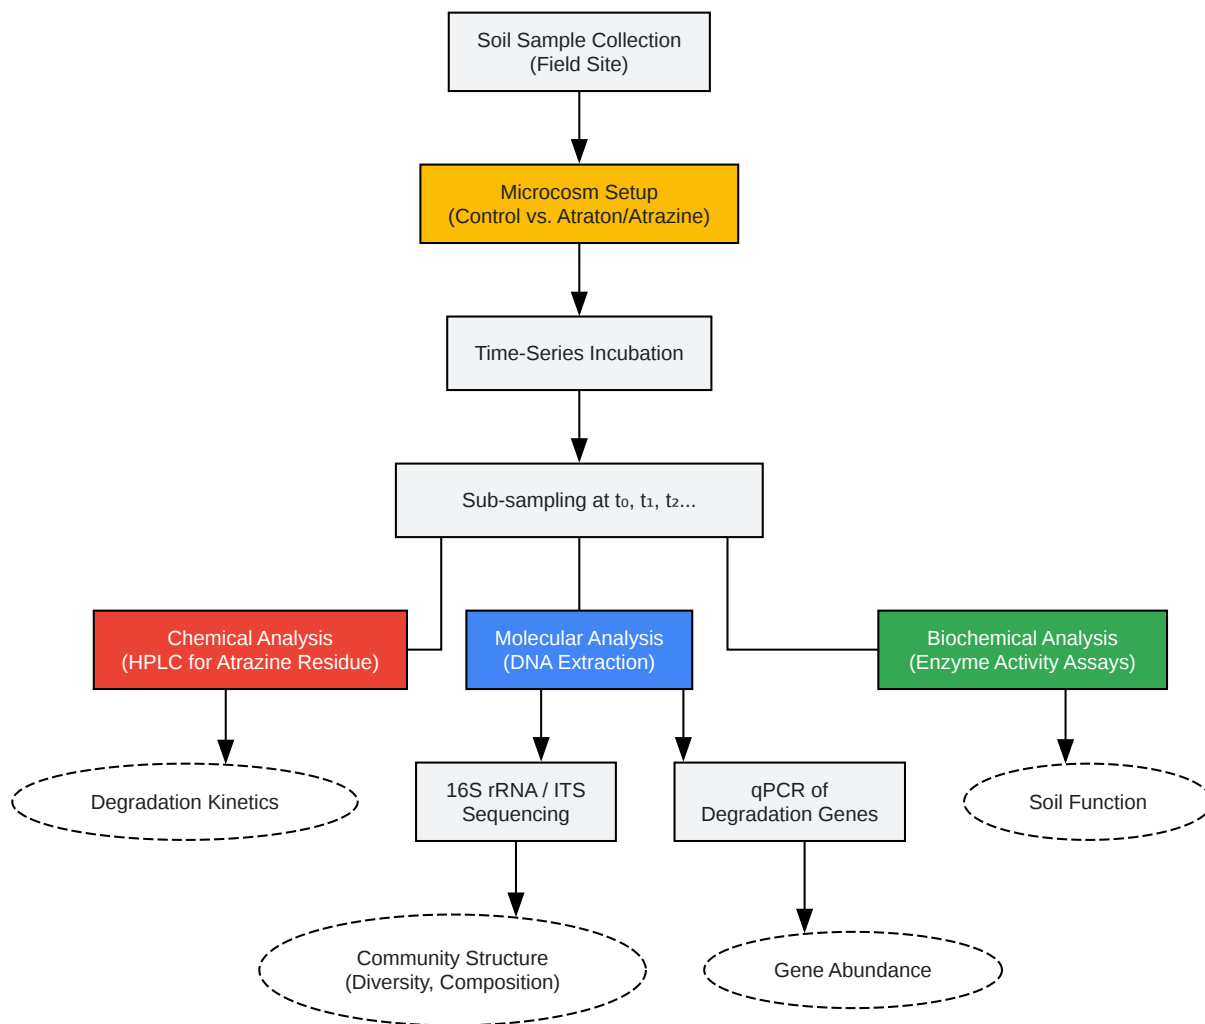 Soil Sample Collection
(Field Site)
Microcosm Setup
(Control vs. Atraton/Atrazine)
Time-Series Incubation
Sub-sampling at t₀, t₁, t₂...
Chemical Analysis
(HPLC for Atrazine Residue)
Molecular Analysis
(DNA Extraction)
Biochemical Analysis
(Enzyme Activity Assays)
Degradation Kinetics
16S rRNA / ITS
Sequencing
qPCR of
Degradation Genes
Soil Function
Community Structure
(Diversity, Composition)
Gene Abundance